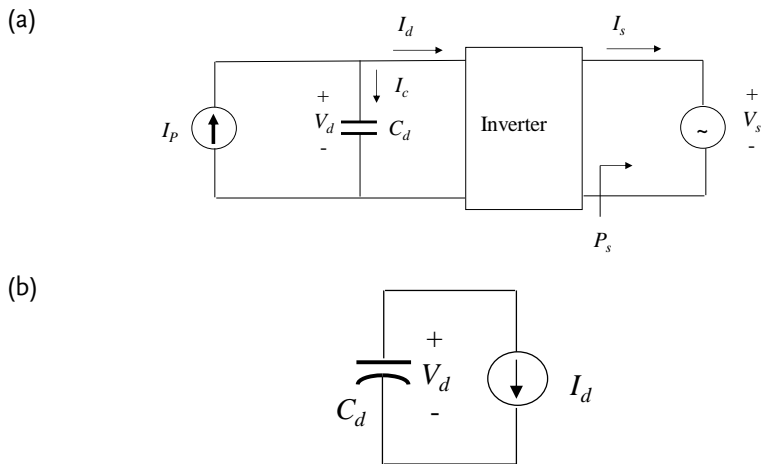 (a)
I_d
I_s
I_P
+
V_d
-
I_c
C_d
Inverter
~
+
V_s
-
P_s
(b)
C_d
+
V_d
-
I_d